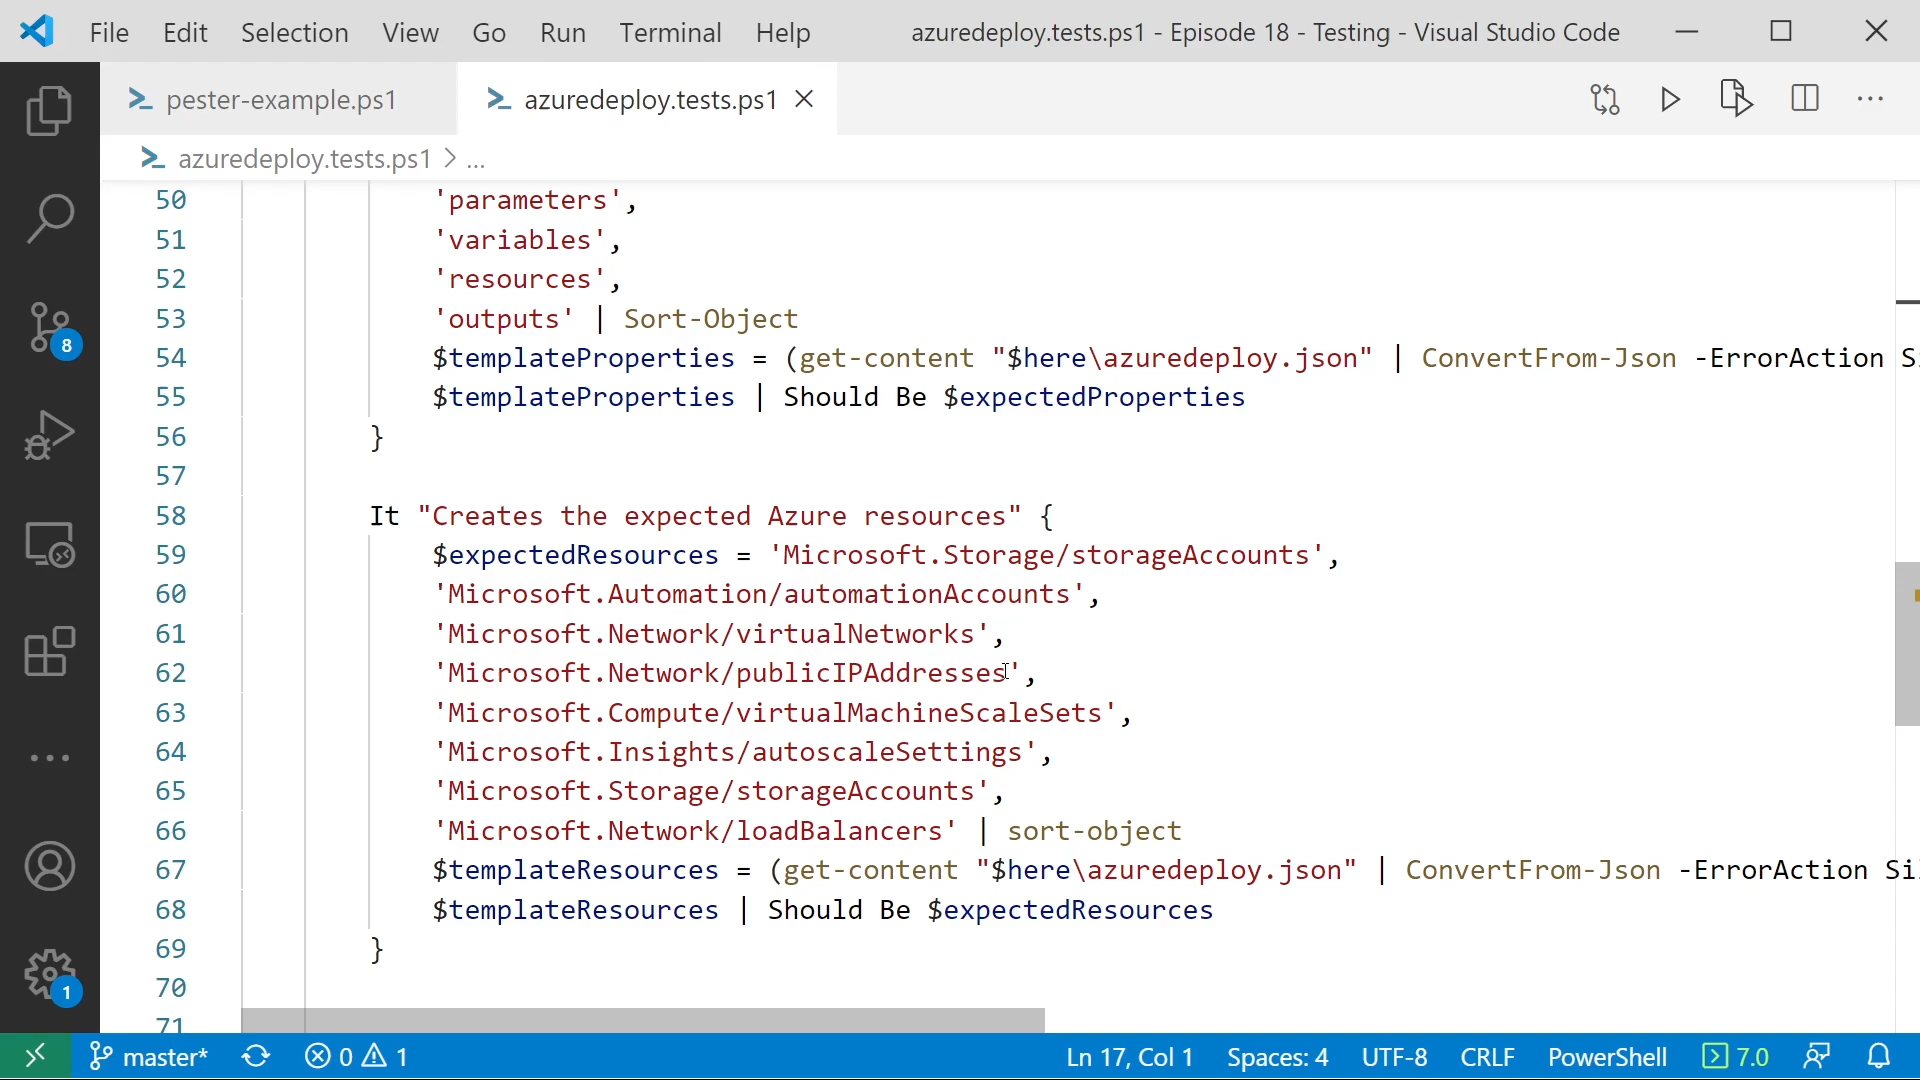 File Edit Selection View Go Run Terminal Help azuredeploy.tests.ps1 - Episode 18 - Testing - Visual Studio Code
pester-example.ps1 azuredeploy.tests.ps1
azuredeploy.tests.ps1 > ...
50 'parameters',
51 'variables',
52 'resources',
53 'outputs' | Sort-Object
54 $templateProperties = (get-content "$here\azuredeploy.json" | ConvertFrom-Json -ErrorAction Si
55 $templateProperties | Should Be $expectedProperties
56 }
57
58 It "Creates the expected Azure resources" {
59 $expectedResources = 'Microsoft.Storage/storageAccounts',
60 'Microsoft.Automation/automationAccounts',
61 'Microsoft.Network/virtualNetworks',
62 'Microsoft.Network/publicIPAddresses',
63 'Microsoft.Compute/virtualMachineScaleSets',
64 'Microsoft.Insights/autoscaleSettings',
65 'Microsoft.Storage/storageAccounts',
66 'Microsoft.Network/loadBalancers' | sort-object
67 $templateResources = (get-content "$here\azuredeploy.json" | ConvertFrom-Json -ErrorAction Sil
68 $templateResources | Should Be $expectedResources
69 }
70
71
8
1
master* 0 1 Ln 17, Col 1 Spaces: 4 UTF-8 CRLF PowerShell 7.0